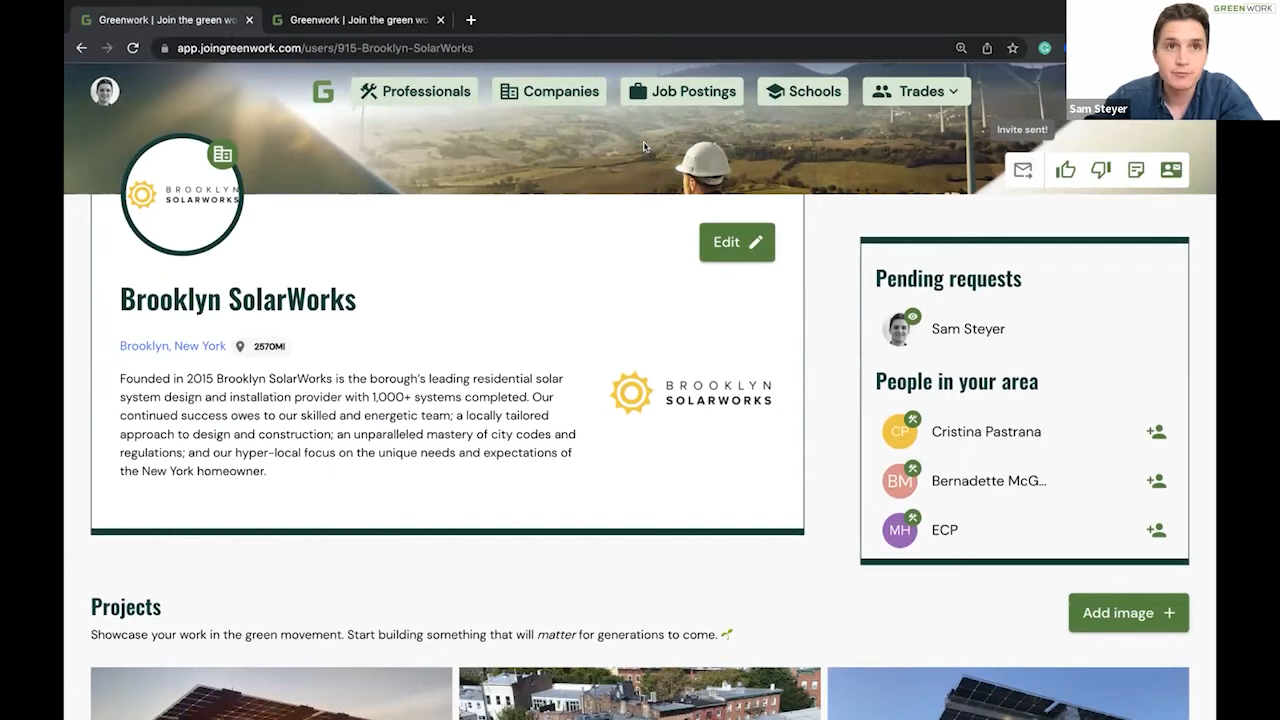 Greenwork | Join the green wo
Greenwork | Join the green wo
GREENWORK
app.joingreenwork.com/users/915-Brooklyn-SolarWorks
Professionals
Companies
Job Postings
Schools
Trades
Sam Steyer
Invite sent!
BROOKLYN
SOLARWORKS
Edit
Brooklyn SolarWorks
Brooklyn, New York
2570MI
Founded in 2015 Brooklyn SolarWorks is the borough's leading residential solar
system design and installation provider with 1,000+ systems completed. Our
continued success owes to our skilled and energetic team; a locally tailored
approach to design and construction; an unparalleled mastery of city codes and
regulations; and our hyper-local focus on the unique needs and expectations of
the New York homeowner.
BROOKLYN
SOLARWORKS
Pending requests
Sam Steyer
People in your area
CP
Cristina Pastrana
BM
Bernadette McG...
MH
ECP
Projects
Showcase your work in the green movement. Start building something that will matter for generations to come.
Add image +